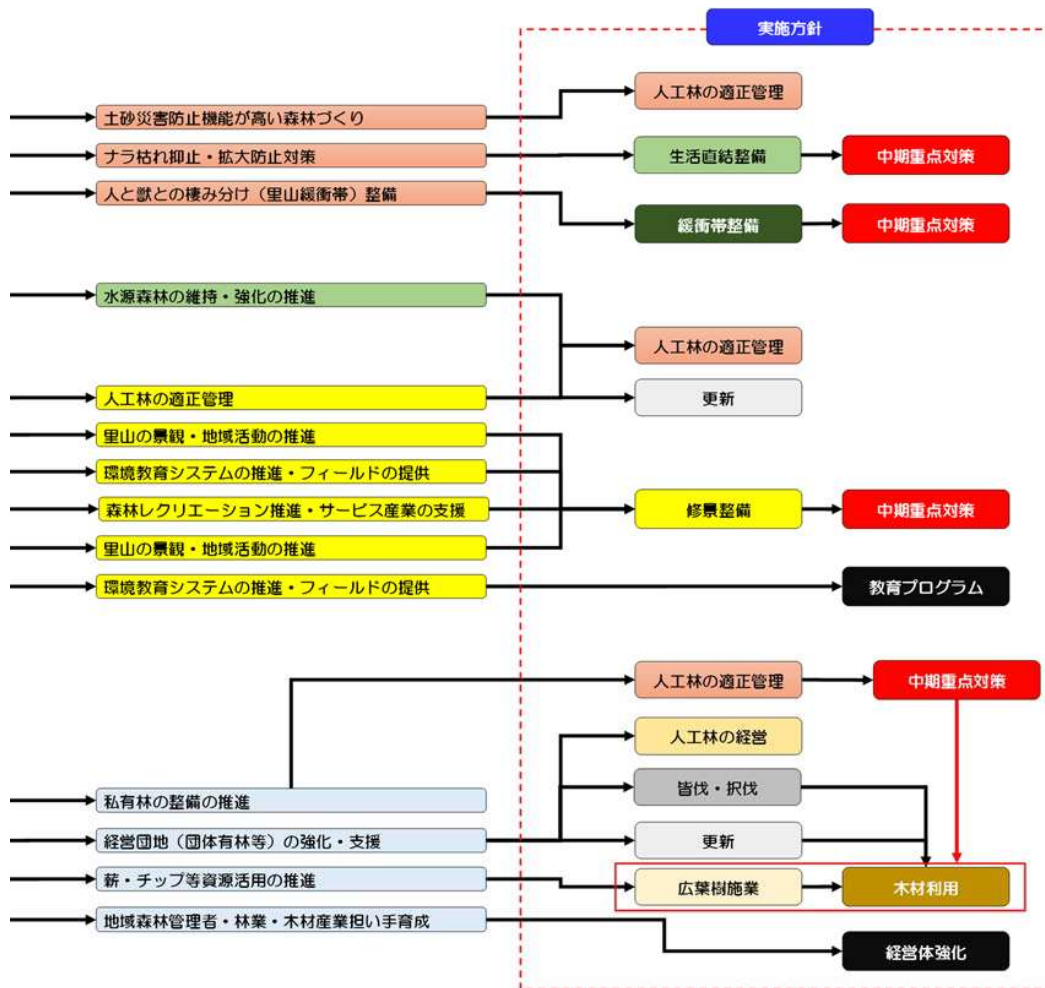 実施方針
人工林の適正管理
土砂災害防止機能が高い森林づくり
ナラ枯れ抑止・拡大防止対策
生活直結整備
中期重点対策
人と獣との棲み分け（里山緩衝帯）整備
緩衝帯整備
中期重点対策
水源森林の維持・強化の推進
人工林の適正管理
人工林の適正管理
更新
里山の景観・地域活動の推進
環境教育システムの推進・フィールドの提供
森林レクリエーション推進・サービス産業の支援
修景整備
中期重点対策
里山の景観・地域活動の推進
環境教育システムの推進・フィールドの提供
教育プログラム
人工林の適正管理
中期重点対策
人工林の経営
私有林の整備の推進
皆伐・択伐
経営団地（団体有林等）の強化・支援
更新
薪・チップ等資源活用の推進
広葉樹施業
木材利用
地域森林管理者・林業・木材産業担い手育成
経営体強化